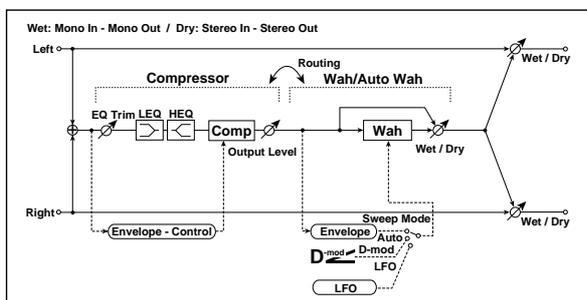 Wet: Mono In - Mono Out / Dry: Stereo In - Stereo Out
Left
Wet / Dry
Routing
Compressor
Wah/Auto Wah
EQ Trim
LEQ
HEQ
Comp
Wah
Output Level
Wet / Dry
Right
Wet / Dry
Envelope - Control
Sweep Mode
Envelope
Auto
D-mod
D-mod
LFO
LFO